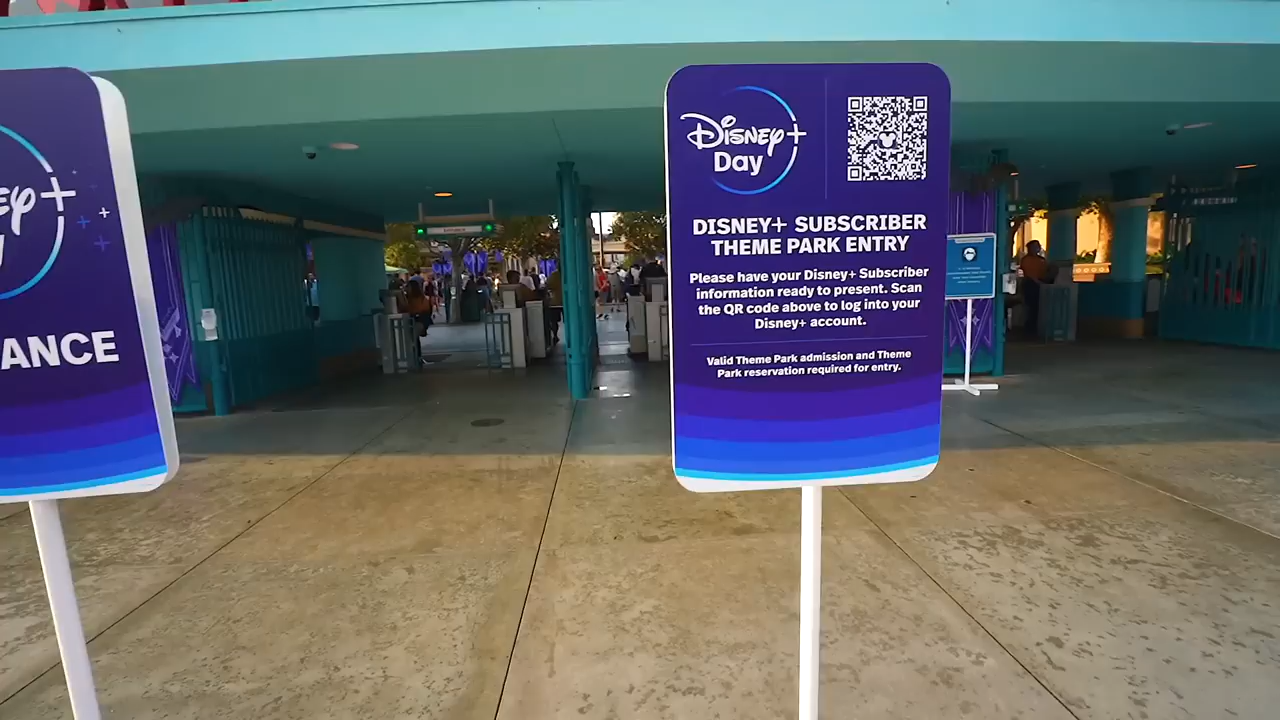 EY+
ANCE
Disney+
Day
DISNEY+ SUBSCRIBER
THEME PARK ENTRY
Please have your Disney+ Subscriber
information ready to present. Scan
the QR code above to log into your
Disney+ account.
Valid Theme Park admission and Theme
Park reservation required for entry.